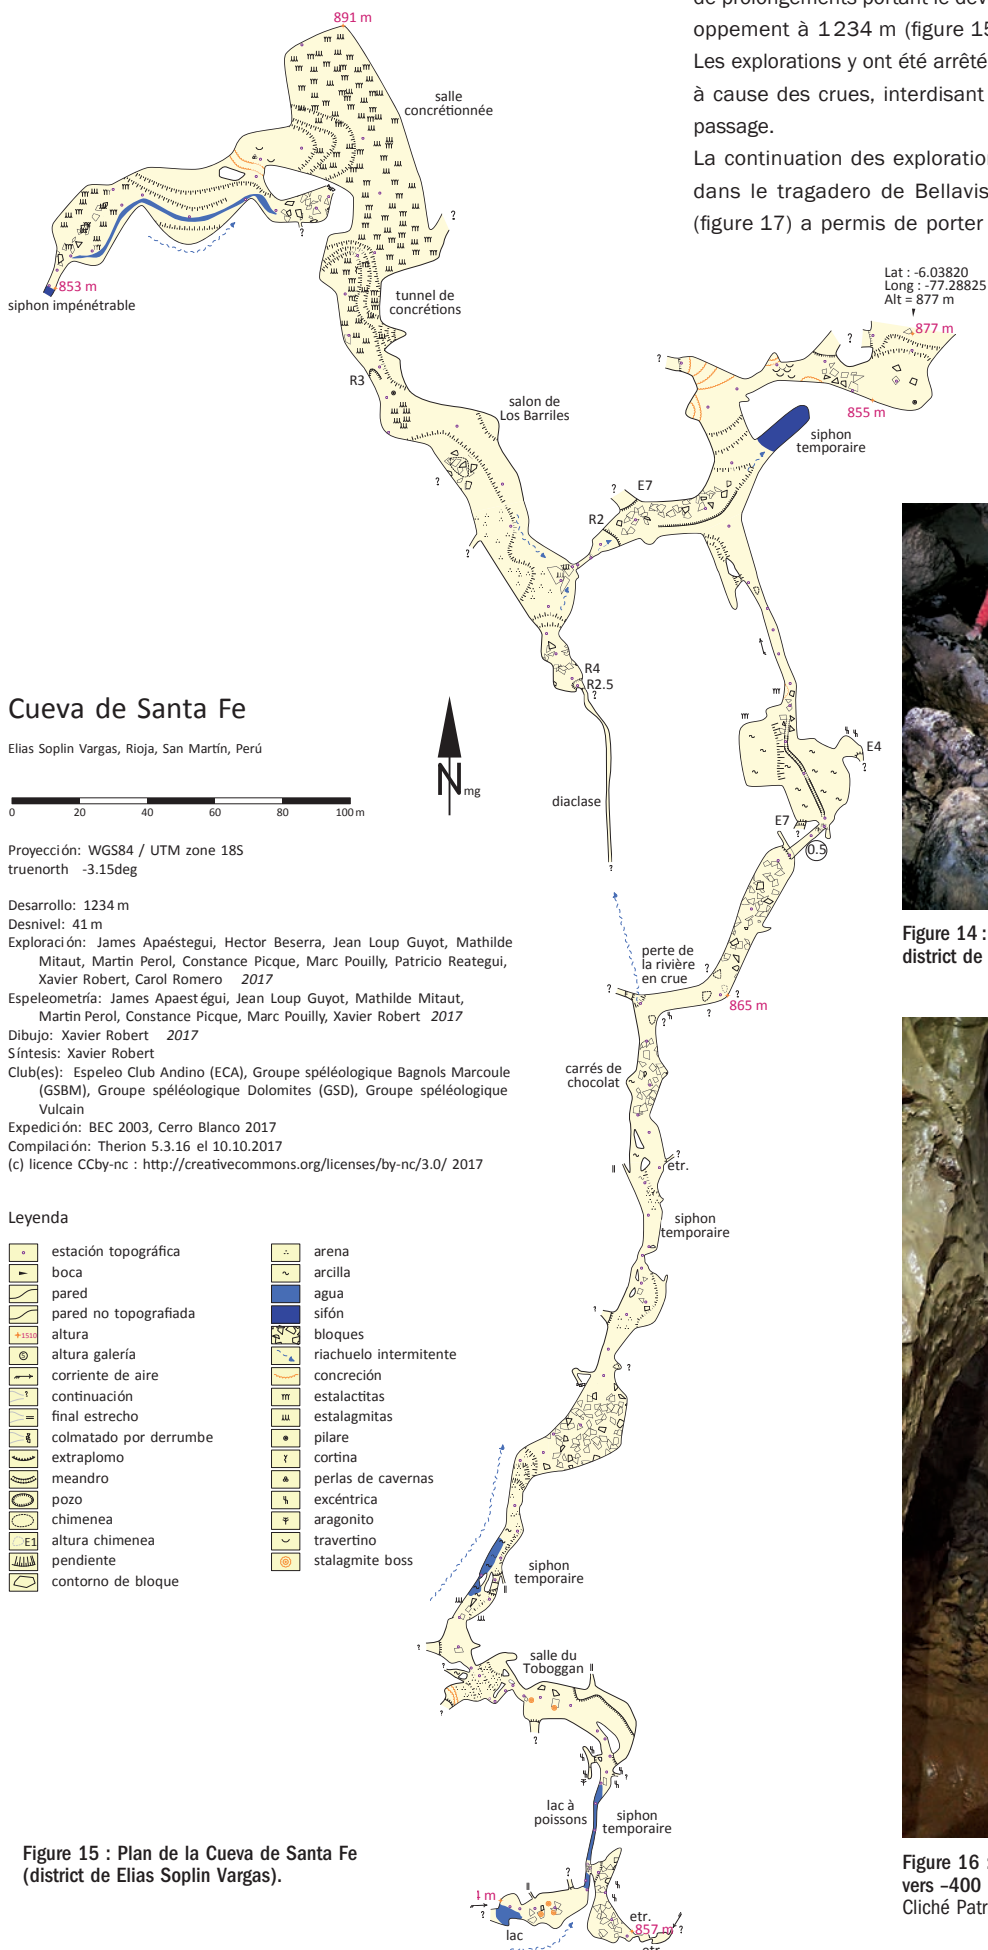 de prolongements portant le dév
oppement à 1234 m (figure 15
Les explorations y ont été arrêté
à cause des crues, interdisant
passage.
La continuation des exploration
dans le tragadero de Bellavis
(figure 17) a permis de porter
891 m
salle
concrétionnée
853 m
siphon impénétrable
tunnel de
concrétions
R3
salon de
Los Barriles
Lat : -6.03820
Long : -77.28825
Alt = 877 m
877 m
855 m
siphon
temporaire
E7
R2
R4
R2.5
E4
E7
0.5
diaclase
perte de
la rivière
en crue
865 m
carrés de
chocolat
etr.
siphon
temporaire
siphon
temporaire
salle du
Toboggan
lac à
poissons
siphon
temporaire
m
lac
etr.
857 m
etr.
Cueva de Santa Fe
Elias Soplin Vargas, Rioja, San Martín, Perú
N mg
0 20 40 60 80 100 m
Proyección: WGS84 / UTM zone 18S
truenorth -3.15deg
Desarrollo: 1234 m
Desnivel: 41 m
Exploración: James Apaéstegui, Hector Beserra, Jean Loup Guyot, Mathilde
Mitaut, Martin Perol, Constance Picque, Marc Pouilly, Patricio Reategui,
Xavier Robert, Carol Romero 2017
Espeleometría: James Apaestégui, Jean Loup Guyot, Mathilde Mitaut,
Martin Perol, Constance Picque, Marc Pouilly, Xavier Robert 2017
Dibujo: Xavier Robert 2017
Síntesis: Xavier Robert
Club(es): Espeleo Club Andino (ECA), Groupe spéléologique Bagnols Marcoule
(GSBM), Groupe spéléologique Dolomites (GSD), Groupe spéléologique
Vulcain
Expedición: BEC 2003, Cerro Blanco 2017
Compilación: Therion 5.3.16 el 10.10.2017
(c) licence CCby-nc : http://creativecommons.org/licenses/by-nc/3.0/ 2017
Leyenda
estación topográfica
boca
pared
pared no topografiada
+1510 altura
5 altura galería
corriente de aire
? continuación
final estrecho
colmatado por derrumbe
extraplomo
meandro
pozo
chimenea
E1 altura chimenea
pendiente
contorno de bloque
arena
arcilla
agua
sifón
bloques
riachuelo intermitente
concreción
estalactitas
estalagmitas
pilare
cortina
perlas de cavernas
excéntrica
aragonito
travertino
stalagmite boss
Figure 15 : Plan de la Cueva de Santa Fe
(district de Elias Soplin Vargas).
Figure 14 :
district de
Figure 16 :
vers –400
Cliché Patr